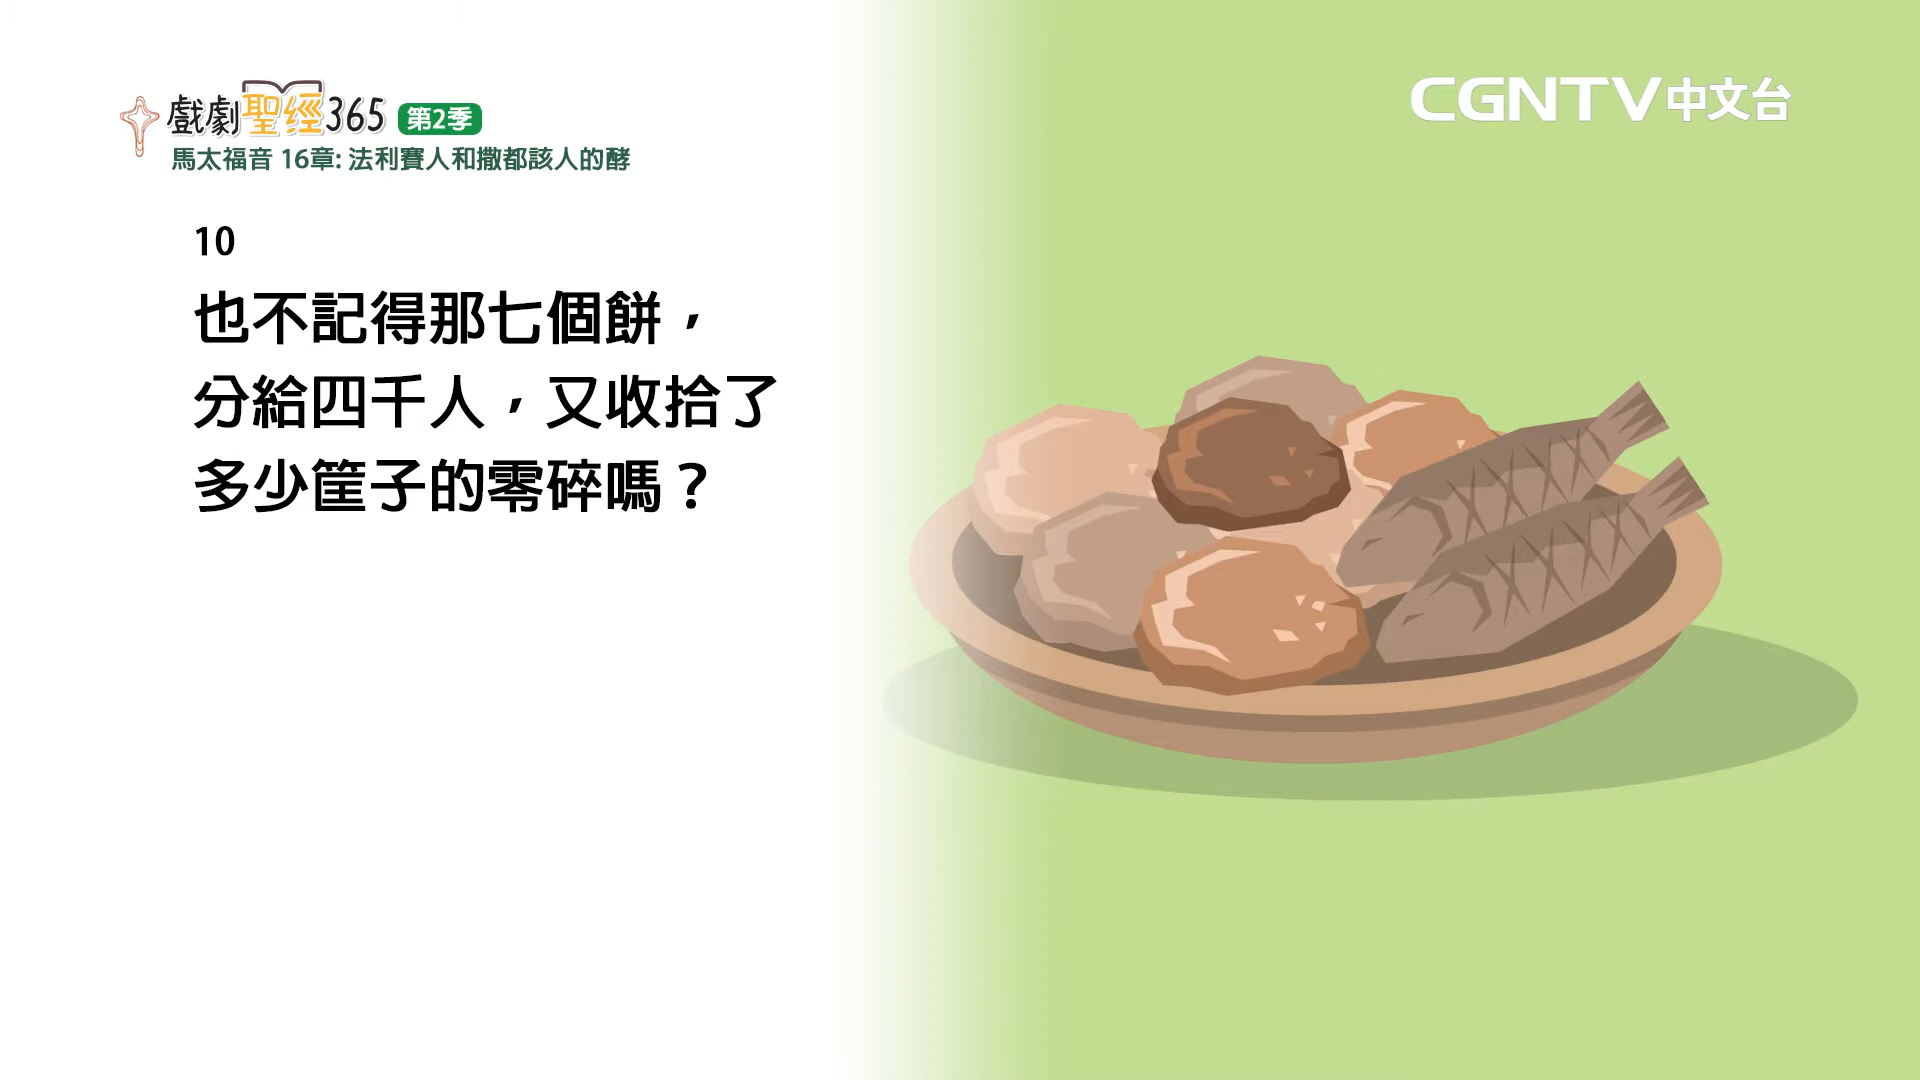 戲劇聖經365 第2季
CGNTV中文台
馬太福音 16章: 法利賽人和撒都該人的酵
10
也不記得那七個餅，
分給四千人，又收拾了
多少筐子的零碎嗎？